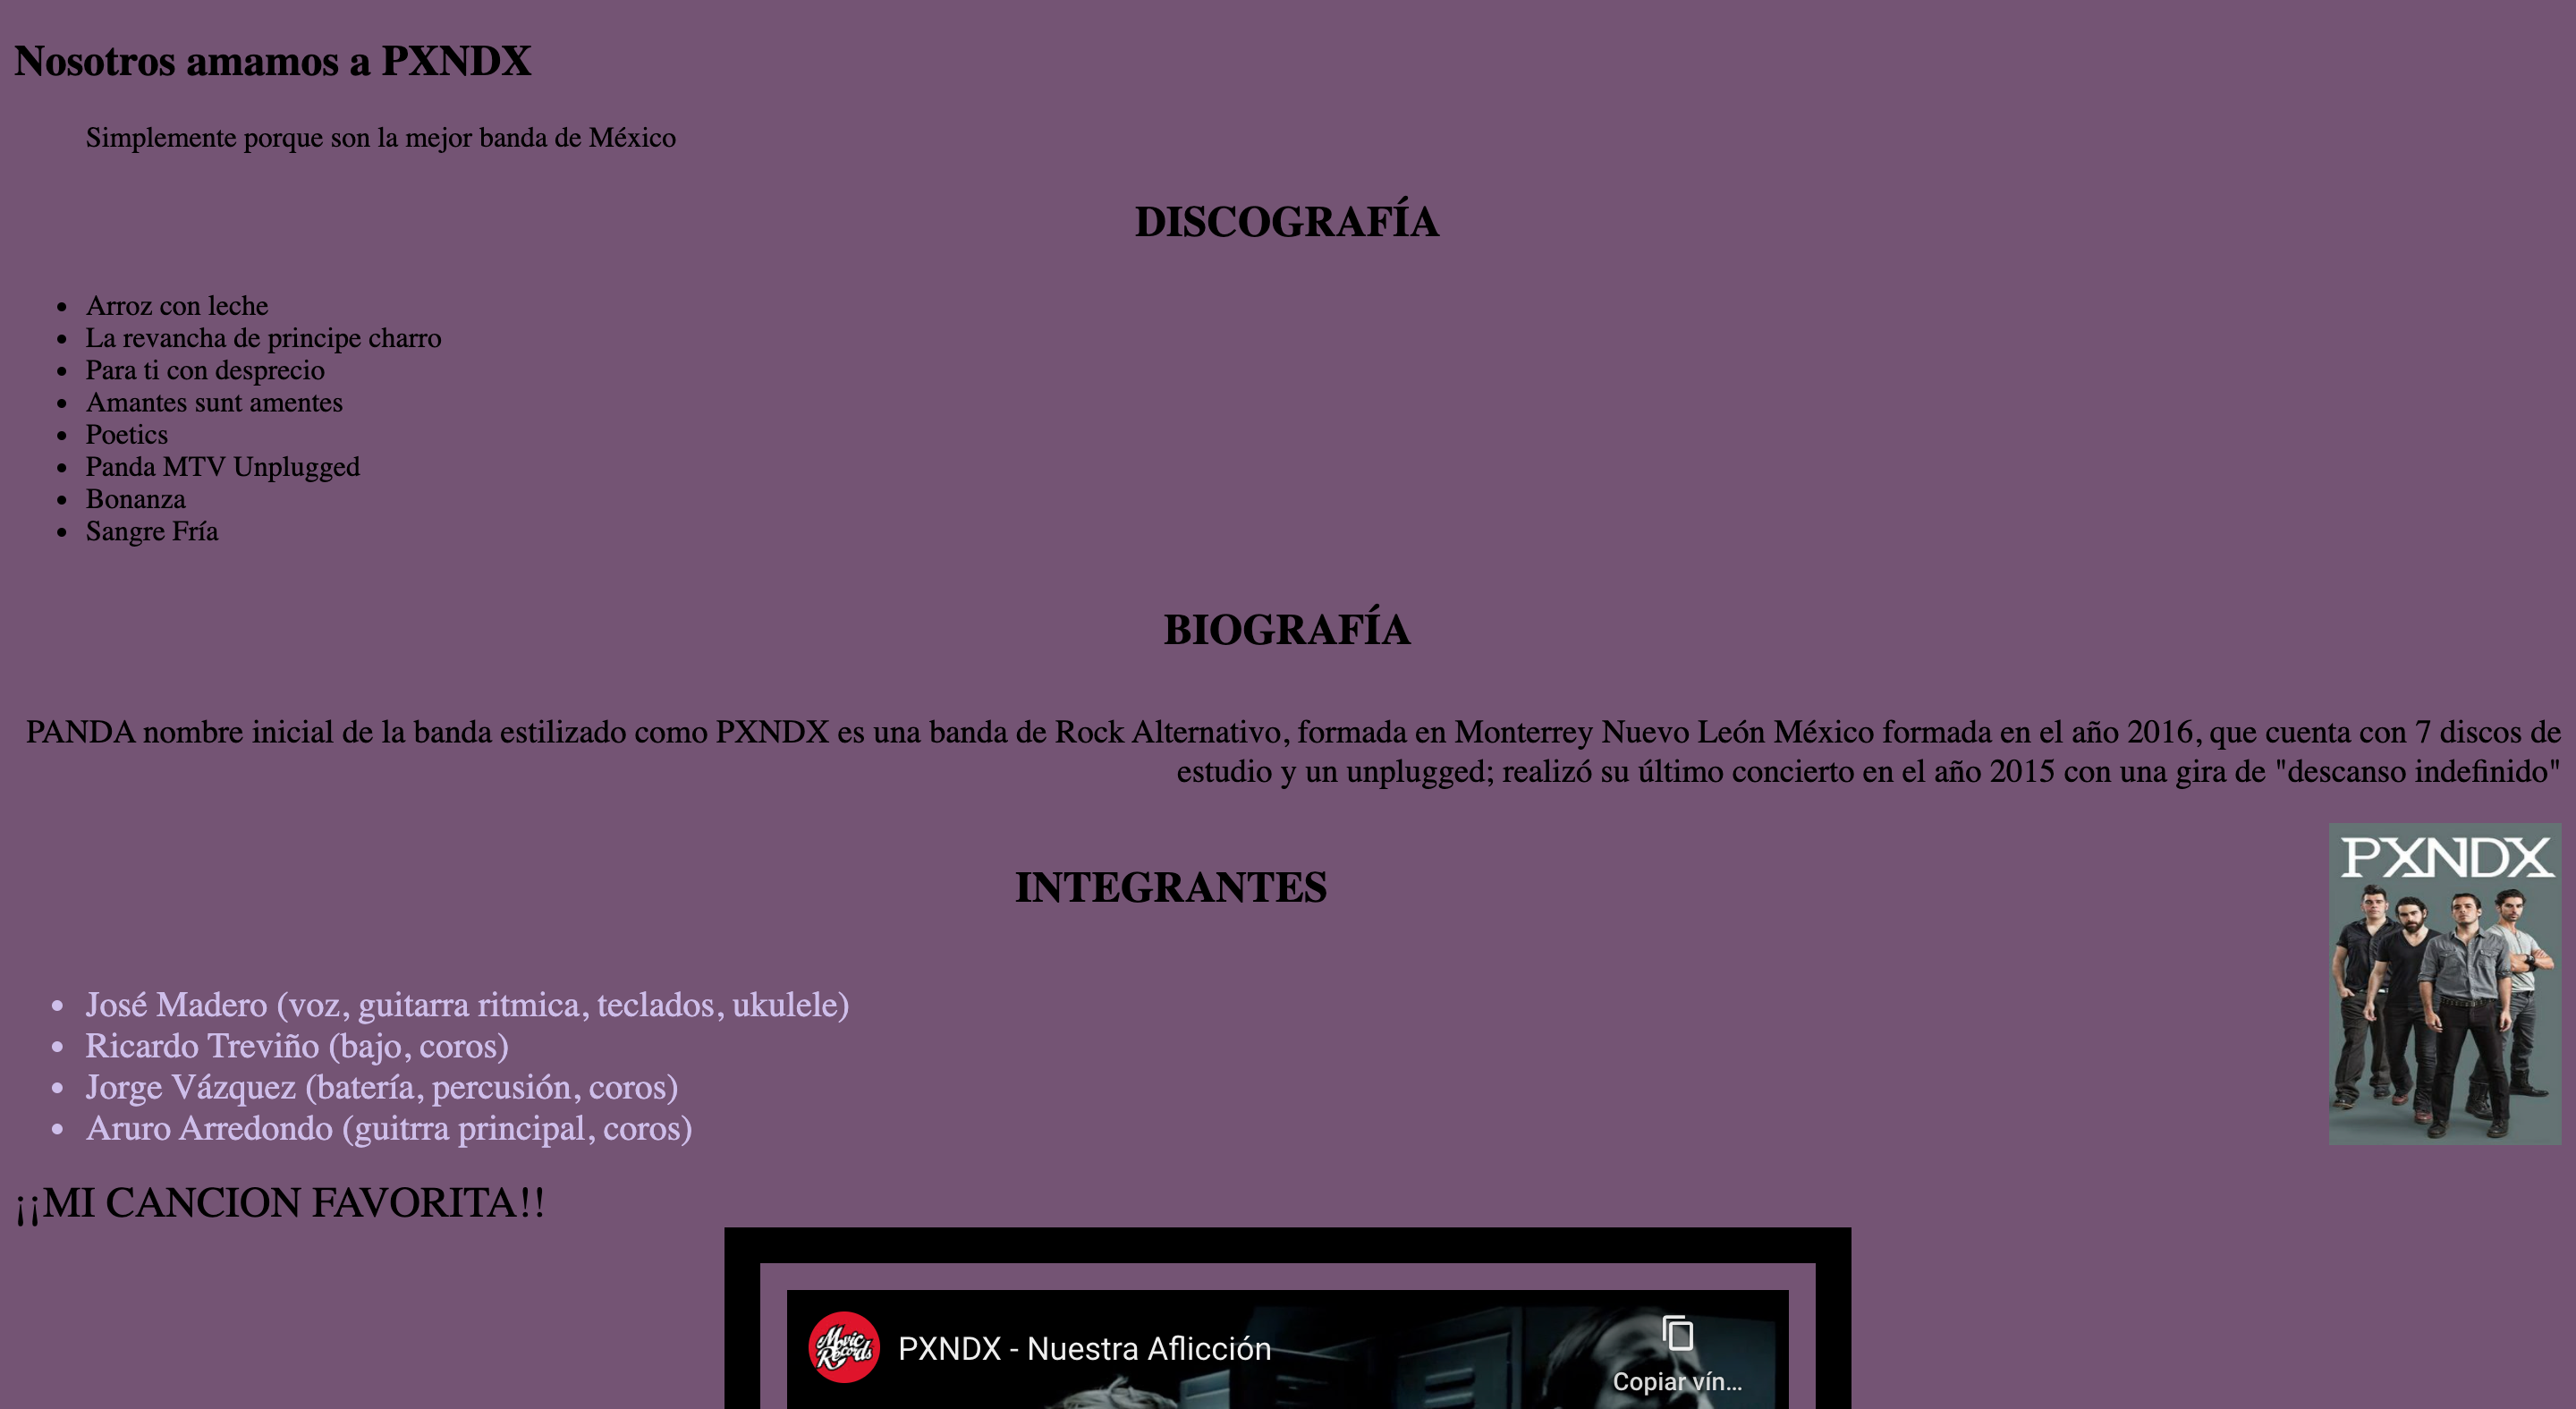 Nosotros amamos a PXNDX
Simplemente porque son la mejor banda de México
DISCOGRAFÍA
Arroz con leche
La revancha de principe charro
Para ti con desprecio
Amantes sunt amentes
Poetics
Panda MTV Unplugged
Bonanza
Sangre Fría
BIOGRAFÍA
PANDA nombre inicial de la banda estilizado como PXNDX es una banda de Rock Alternativo, formada en Monterrey Nuevo León México formada en el año 2016, que cuenta con 7 discos de
estudio y un unplugged; realizó su último concierto en el año 2015 con una gira de "descanso indefinido"
PXNDX
INTEGRANTES
José Madero (voz, guitarra ritmica, teclados, ukulele)
Ricardo Treviño (bajo, coros)
Jorge Vázquez (batería, percusión, coros)
Aruro Arredondo (guitrra principal, coros)
¡¡MI CANCION FAVORITA!!
Movic
Records
PXNDX - Nuestra Aflicción
Copiar vín...